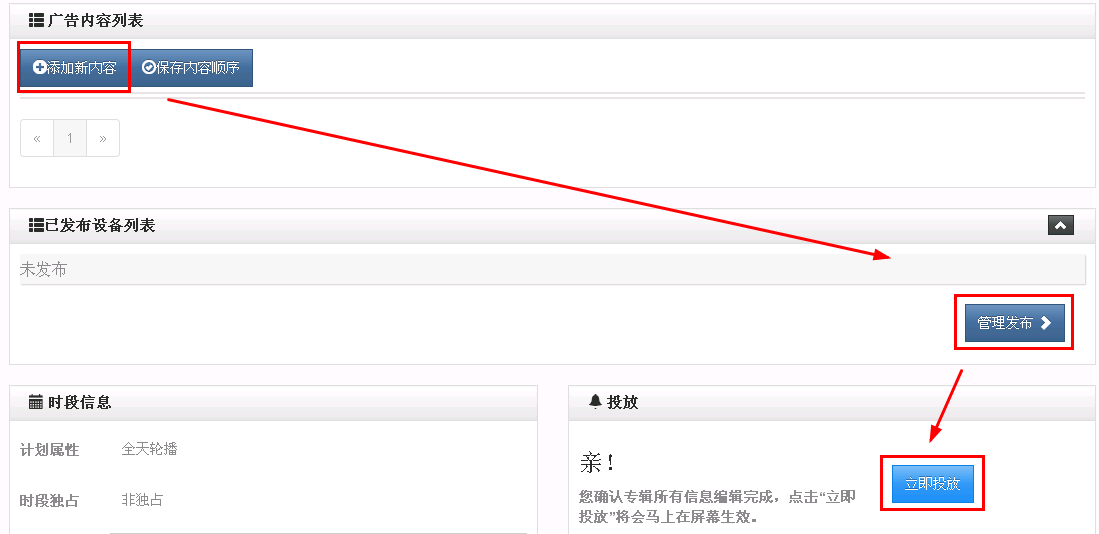 广告内容列表
添加新内容 保存内容顺序
« 1 »
已发布设备列表
未发布
管理发布
时段信息
计划属性 全天轮播
时段独占 非独占
投放
亲！
您确认专辑所有信息编辑完成，点击“立即
投放”将会马上在屏幕生效。
立即投放